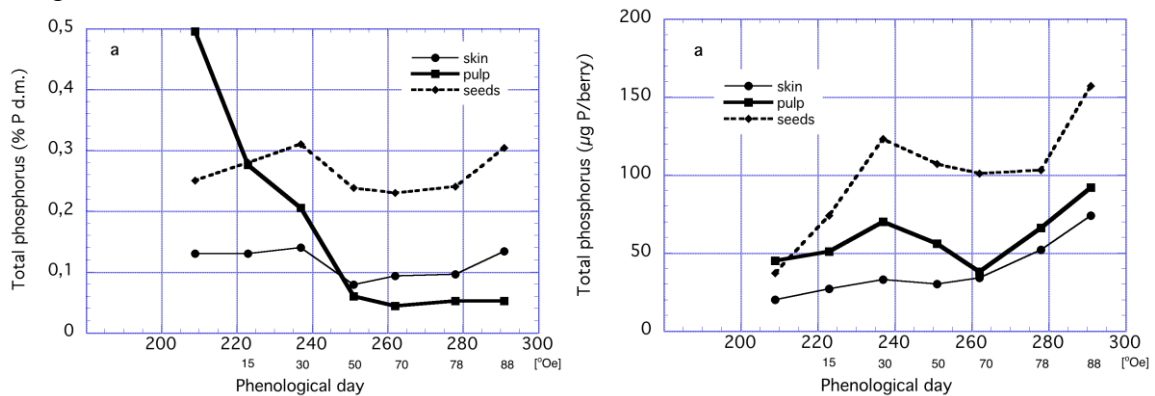 0,5
0,4
0,3
0,2
0,1
0
Total phosphorus (% P d.m.)
a
skin
pulp
seeds
200 220 240 260 280 300
15 30 50 70 78 88 [°Oe]
Phenological day
200
150
100
50
0
Total phosphorus (µg P/berry)
a
skin
pulp
seeds
200 220 240 260 280 300
15 30 50 70 78 88 [°Oe]
Phenological day